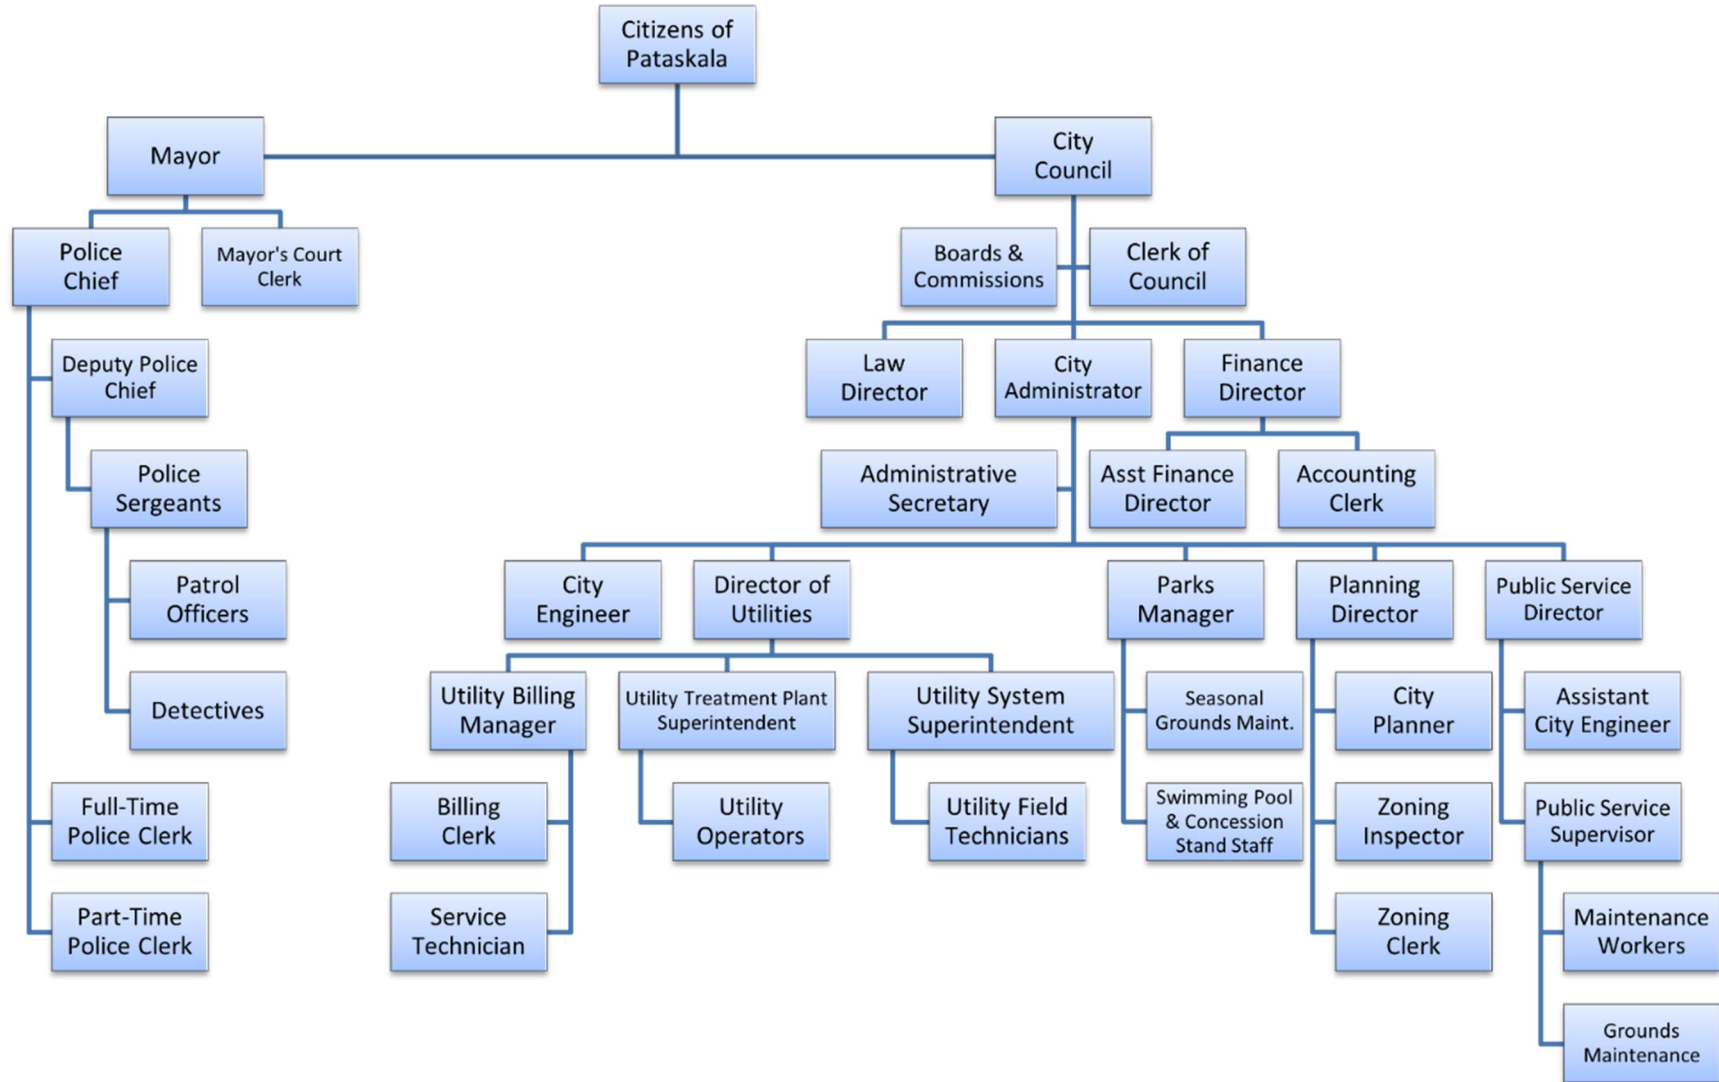 Citizens of
Pataskala
Mayor
City
Council
Police
Chief
Mayor's Court
Clerk
Boards &
Commissions
Clerk of
Council
Deputy Police
Chief
Law
Director
City
Administrator
Finance
Director
Police
Sergeants
Administrative
Secretary
Asst Finance
Director
Accounting
Clerk
Patrol
Officers
City
Engineer
Director of
Utilities
Parks
Manager
Planning
Director
Public Service
Director
Detectives
Utility Billing
Manager
Utility Treatment Plant
Superintendent
Utility System
Superintendent
Seasonal
Grounds Maint.
City
Planner
Assistant
City Engineer
Full-Time
Police Clerk
Billing
Clerk
Utility
Operators
Utility Field
Technicians
Swimming Pool
& Concession
Stand Staff
Zoning
Inspector
Public Service
Supervisor
Part-Time
Police Clerk
Service
Technician
Zoning
Clerk
Maintenance
Workers
Grounds
Maintenance